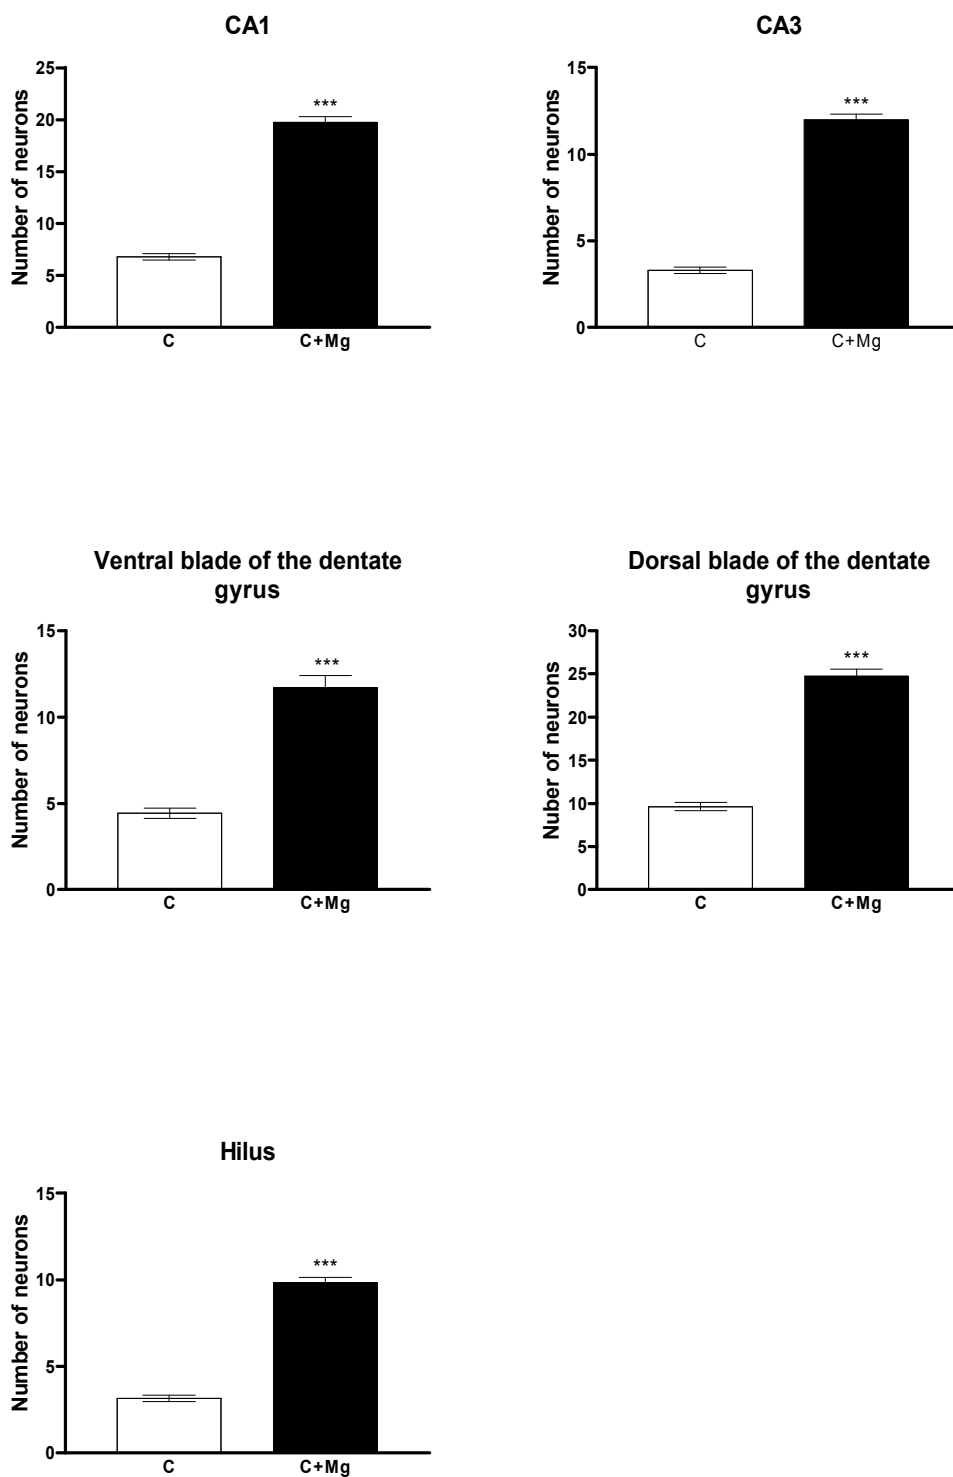 CA1
Number of neurons
25
20
15
10
5
0
***
C
C+Mg
CA3
Number of neurons
15
10
5
0
***
C
C+Mg
Ventral blade of the dentate
gyrus
Number of neurons
15
10
5
0
***
C
C+Mg
Dorsal blade of the dentate
gyrus
Nuber of neurons
30
25
20
15
10
5
0
***
C
C+Mg
Hilus
Number of neurons
15
10
5
0
***
C
C+Mg